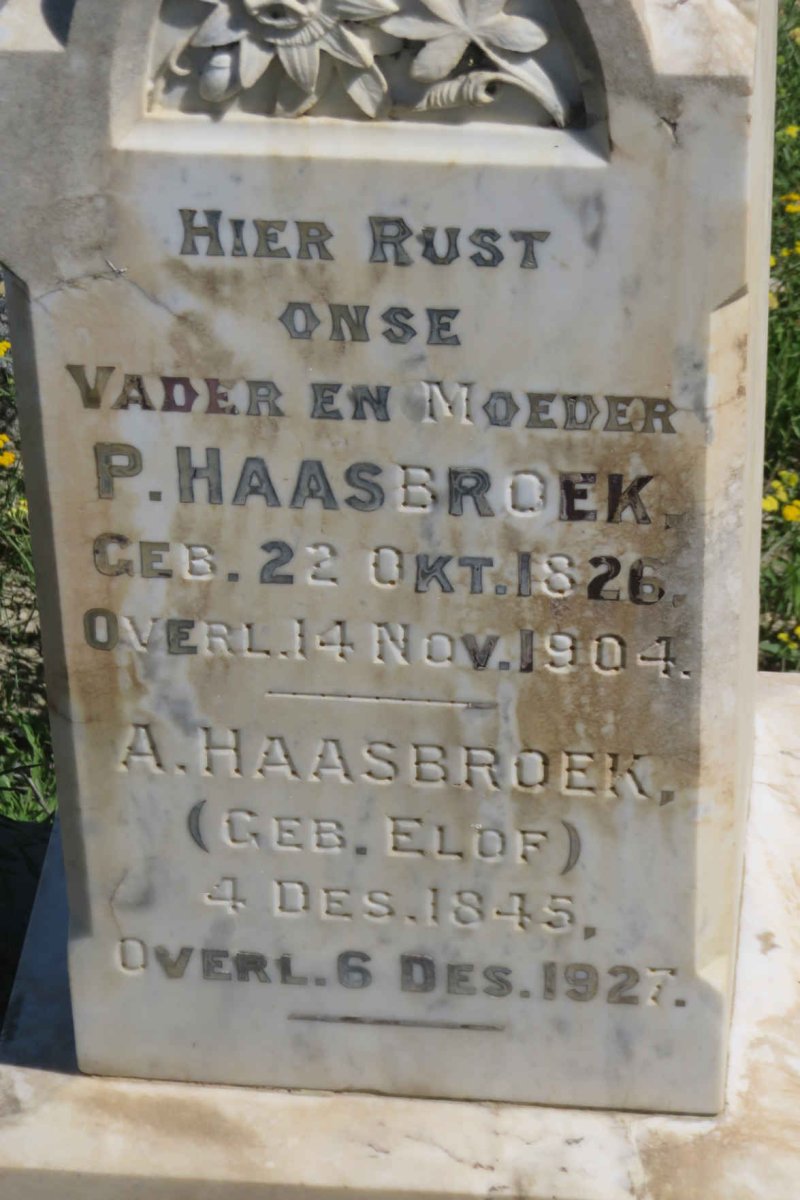 HIER RUST
ONSE
VADER EN MOEDER
P. HAASBROEK,
GEB. 22 OKT. 1826.
OVERL. 14 NOV. 1904.
A. HAASBROEK,
(GEB. ELOF)
4 DES. 1845,
OVERL. 6 DES. 1927.